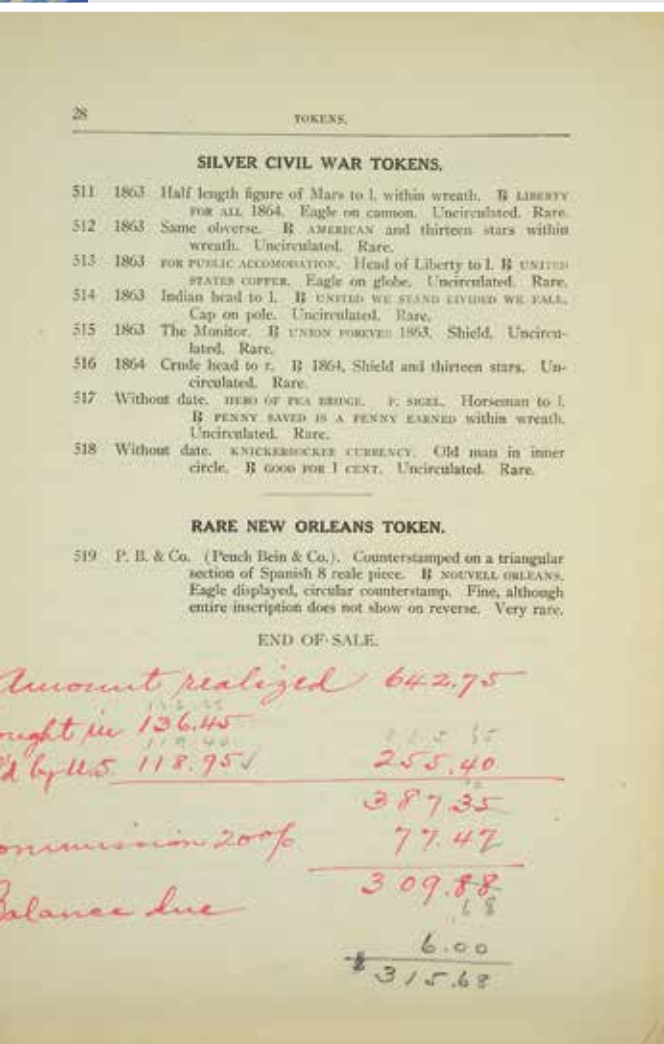 28
TOKENS.
SILVER CIVIL WAR TOKENS.
511 1863 Half length figure of Mars to l. within wreath. ℞ LIBERTY
FOR ALL 1864. Eagle on cannon. Uncirculated. Rare.
512 1863 Same obverse. ℞ AMERICAN and thirteen stars within
wreath. Uncirculated. Rare.
513 1863 FOR PUBLIC ACCOMODATION. Head of Liberty to l. ℞ UNITED
STATES COPPER. Eagle on globe. Uncirculated. Rare.
514 1863 Indian head to l. ℞ UNITED WE STAND DIVIDED WE FALL.
Cap on pole. Uncirculated. Rare.
515 1863 The Monitor. ℞ UNION FOREVER 1863. Shield. Uncircu-
lated. Rare.
516 1864 Crude head to r. ℞ 1864, Shield and thirteen stars. Un-
circulated. Rare.
517 Without date. HERO OF PEA BRIDGE. F. SIGEL. Horseman to l.
℞ PENNY SAVED IS A PENNY EARNED within wreath.
Uncirculated. Rare.
518 Without date. KNICKERBOCKER CURRENCY. Old man in inner
circle. ℞ GOOD FOR 1 CENT. Uncirculated. Rare.
RARE NEW ORLEANS TOKEN.
519 P. B. & Co. (Peuch Bein & Co.). Counterstamped on a triangular
section of Spanish 8 reale piece. ℞ NOUVELL ORLEANS.
Eagle displayed, circular counterstamp. Fine, although
entire inscription does not show on reverse. Very rare.
END OF SALE.
Amount realized 642.75
ought in 136.45
'd by U.S. 118.95 255.40
387.35
ommission 20% 77.47
Balance due 309.88
68
6.00
$315.68